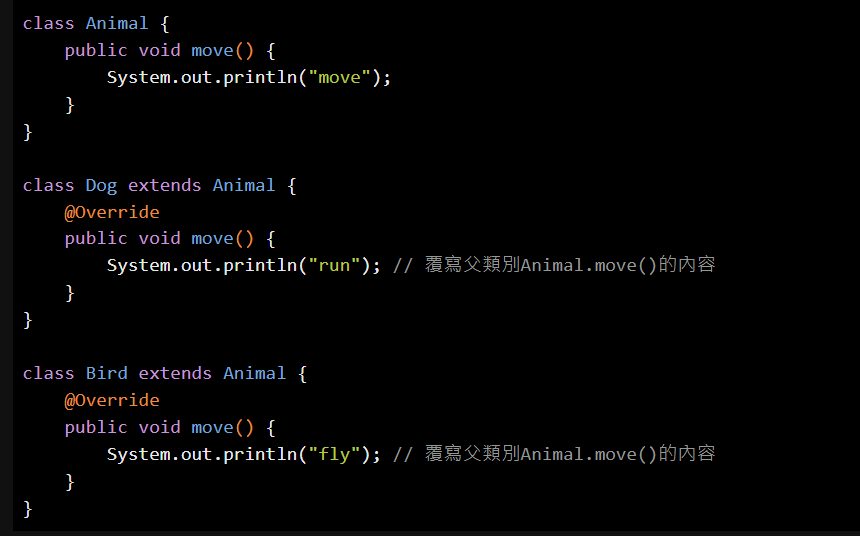 class Animal {
    public void move() {
        System.out.println("move");
    }
}

class Dog extends Animal {
    @Override
    public void move() {
        System.out.println("run"); // 覆寫父類別Animal.move()的內容
    }
}

class Bird extends Animal {
    @Override
    public void move() {
        System.out.println("fly"); // 覆寫父類別Animal.move()的內容
    }
}